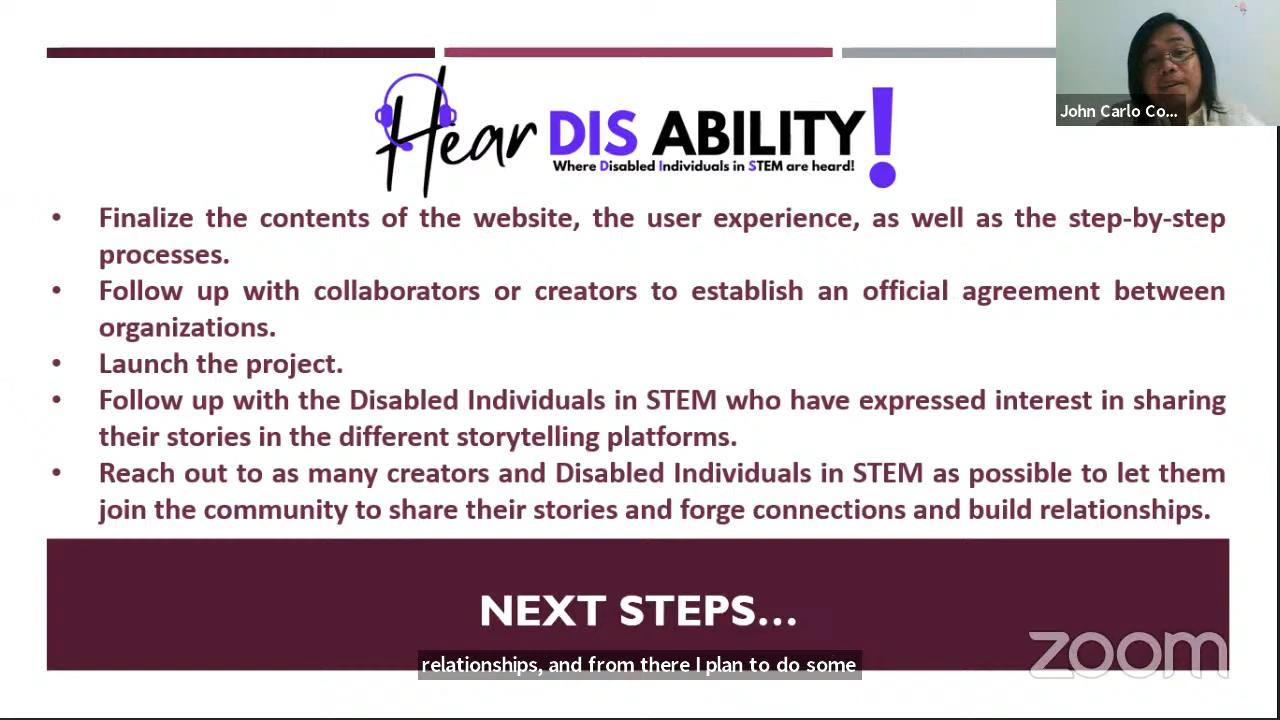 Hear DIS ABILITY!
Where Disabled Individuals in STEM are heard!
John Carlo Co...
• Finalize the contents of the website, the user experience, as well as the step-by-step
processes.
• Follow up with collaborators or creators to establish an official agreement between
organizations.
• Launch the project.
• Follow up with the Disabled Individuals in STEM who have expressed interest in sharing
their stories in the different storytelling platforms.
• Reach out to as many creators and Disabled Individuals in STEM as possible to let them
join the community to share their stories and forge connections and build relationships.
NEXT STEPS...
relationships, and from there I plan to do some
zoom